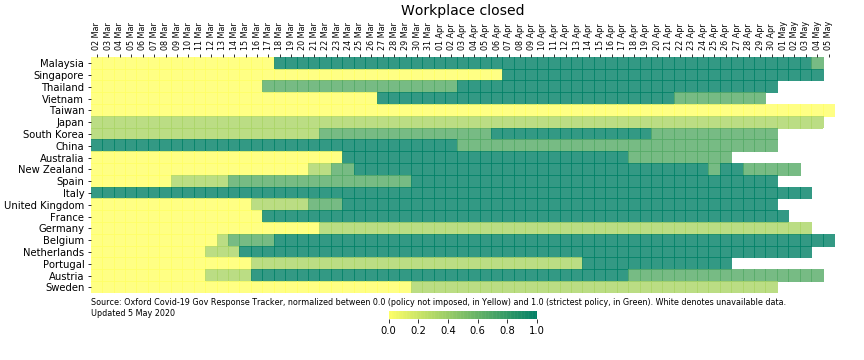 Workplace closed
02 Mar 03 Mar 04 Mar 05 Mar 06 Mar 07 Mar 08 Mar 09 Mar 10 Mar 11 Mar 12 Mar 13 Mar 14 Mar 15 Mar 16 Mar 17 Mar 18 Mar 19 Mar 20 Mar 21 Mar 22 Mar 23 Mar 24 Mar 25 Mar 26 Mar 27 Mar 28 Mar 29 Mar 30 Mar 31 Mar 01 Apr 02 Apr 03 Apr 04 Apr 05 Apr 06 Apr 07 Apr 08 Apr 09 Apr 10 Apr 11 Apr 12 Apr 13 Apr 14 Apr 15 Apr 16 Apr 17 Apr 18 Apr 19 Apr 20 Apr 21 Apr 22 Apr 23 Apr 24 Apr 25 Apr 26 Apr 27 Apr 28 Apr 29 Apr 30 Apr 01 May 02 May 03 May 04 May 05 May
Malaysia
Singapore
Thailand
Vietnam
Taiwan
Japan
South Korea
China
Australia
New Zealand
Spain
Italy
United Kingdom
France
Germany
Belgium
Netherlands
Portugal
Austria
Sweden
Source: Oxford Covid-19 Gov Response Tracker, normalized between 0.0 (policy not imposed, in Yellow) and 1.0 (strictest policy, in Green). White denotes unavailable data.
Updated 5 May 2020
0.0 0.2 0.4 0.6 0.8 1.0